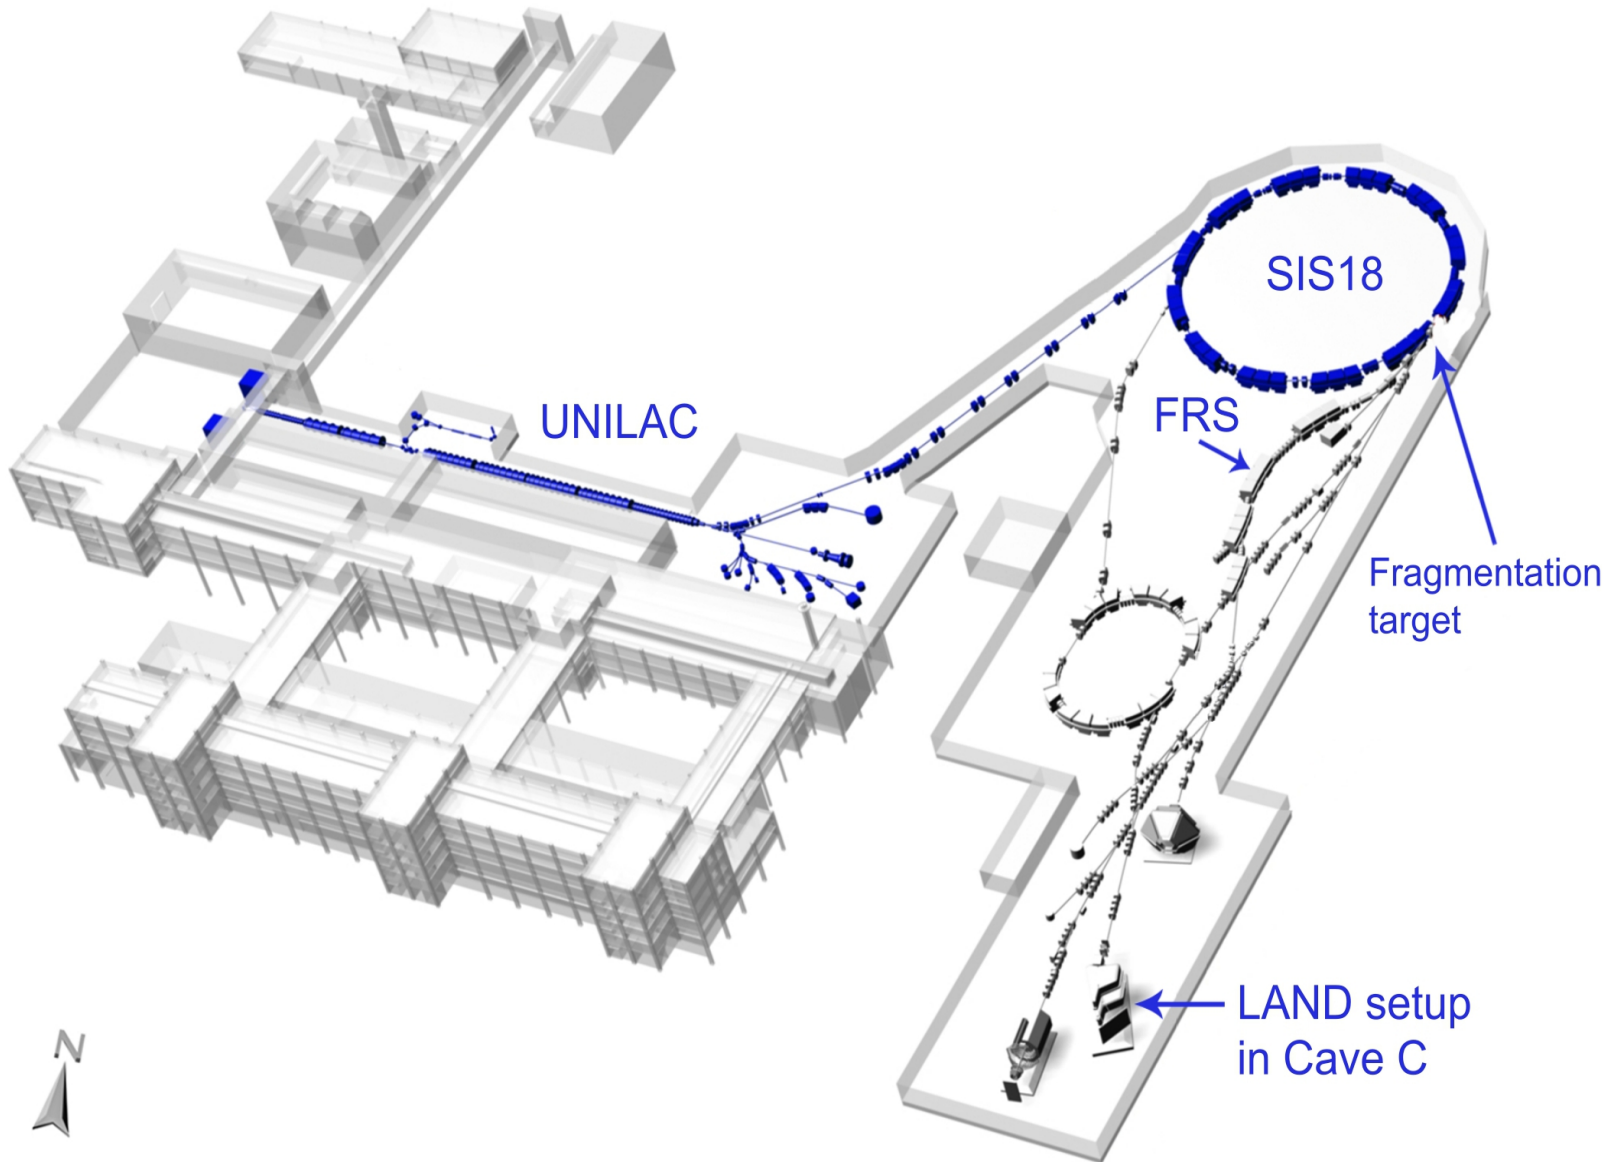 SIS18
UNILAC
FRS
Fragmentation
target
LAND setup
in Cave C
N